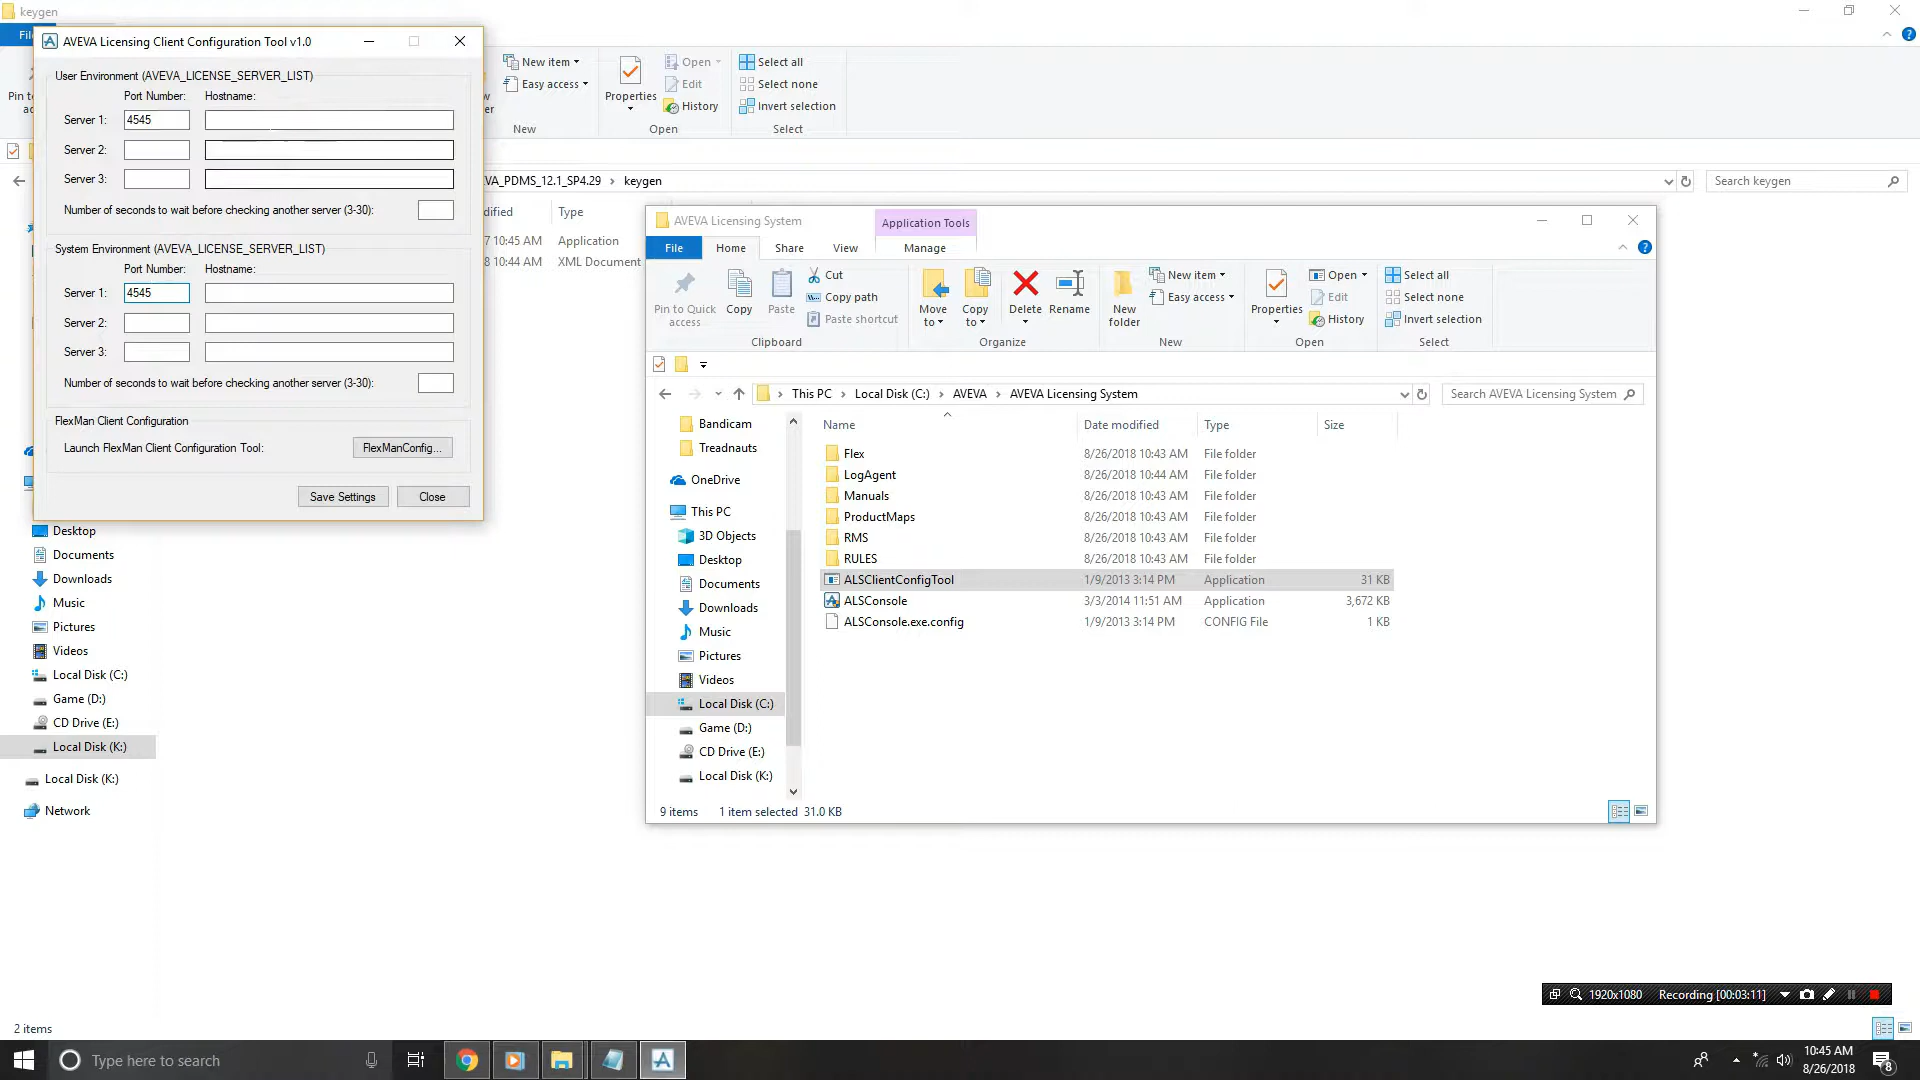 keygen
AVEVA Licensing Client Configuration Tool v1.0
User Environment (AVEVA_LICENSE_SERVER_LIST)
Port Number: Hostname:
Server 1: 4545
Server 2:
Server 3:
Number of seconds to wait before checking another server (3-30):
System Environment (AVEVA_LICENSE_SERVER_LIST)
Port Number: Hostname:
Server 1: 4545
Server 2:
Server 3:
Number of seconds to wait before checking another server (3-30):
FlexMan Client Configuration
Launch FlexMan Client Configuration Tool: FlexManConfig...
Save Settings Close
Pin to
New item
Easy access
New
Properties
Open
Edit
History
Open
Select all
Select none
Invert selection
Select
VA_PDMS_12.1_SP4.29 > keygen
Search keygen
Type
10:45 AM Application
10:44 AM XML Document
Desktop
Documents
Downloads
Music
Pictures
Videos
Local Disk (C:)
Game (D:)
CD Drive (E:)
Local Disk (K:)
Local Disk (K:)
Network
2 items
AVEVA Licensing System
Application Tools
File Home Share View Manage
Pin to Quick access
Copy
Paste
Cut
Copy path
Paste shortcut
Clipboard
Move to
Copy to
Delete
Rename
Organize
New folder
New item
Easy access
New
Properties
Open
Edit
History
Open
Select all
Select none
Invert selection
Select
This PC > Local Disk (C:) > AVEVA > AVEVA Licensing System
Search AVEVA Licensing System
Bandicam
Treadnauts
OneDrive
This PC
3D Objects
Desktop
Documents
Downloads
Music
Pictures
Videos
Local Disk (C:)
Game (D:)
CD Drive (E:)
Local Disk (K:)
Name Date modified Type Size
Flex 8/26/2018 10:43 AM File folder
LogAgent 8/26/2018 10:44 AM File folder
Manuals 8/26/2018 10:43 AM File folder
ProductMaps 8/26/2018 10:43 AM File folder
RMS 8/26/2018 10:43 AM File folder
RULES 8/26/2018 10:43 AM File folder
ALSClientConfigTool 1/9/2013 3:14 PM Application 31 KB
ALSConsole 3/3/2014 11:51 AM Application 3,672 KB
ALSConsole.exe.config 1/9/2013 3:14 PM CONFIG File 1 KB
9 items 1 item selected 31.0 KB
1920x1080 Recording [00:03:11]
Type here to search
10:45 AM
8/26/2018
8